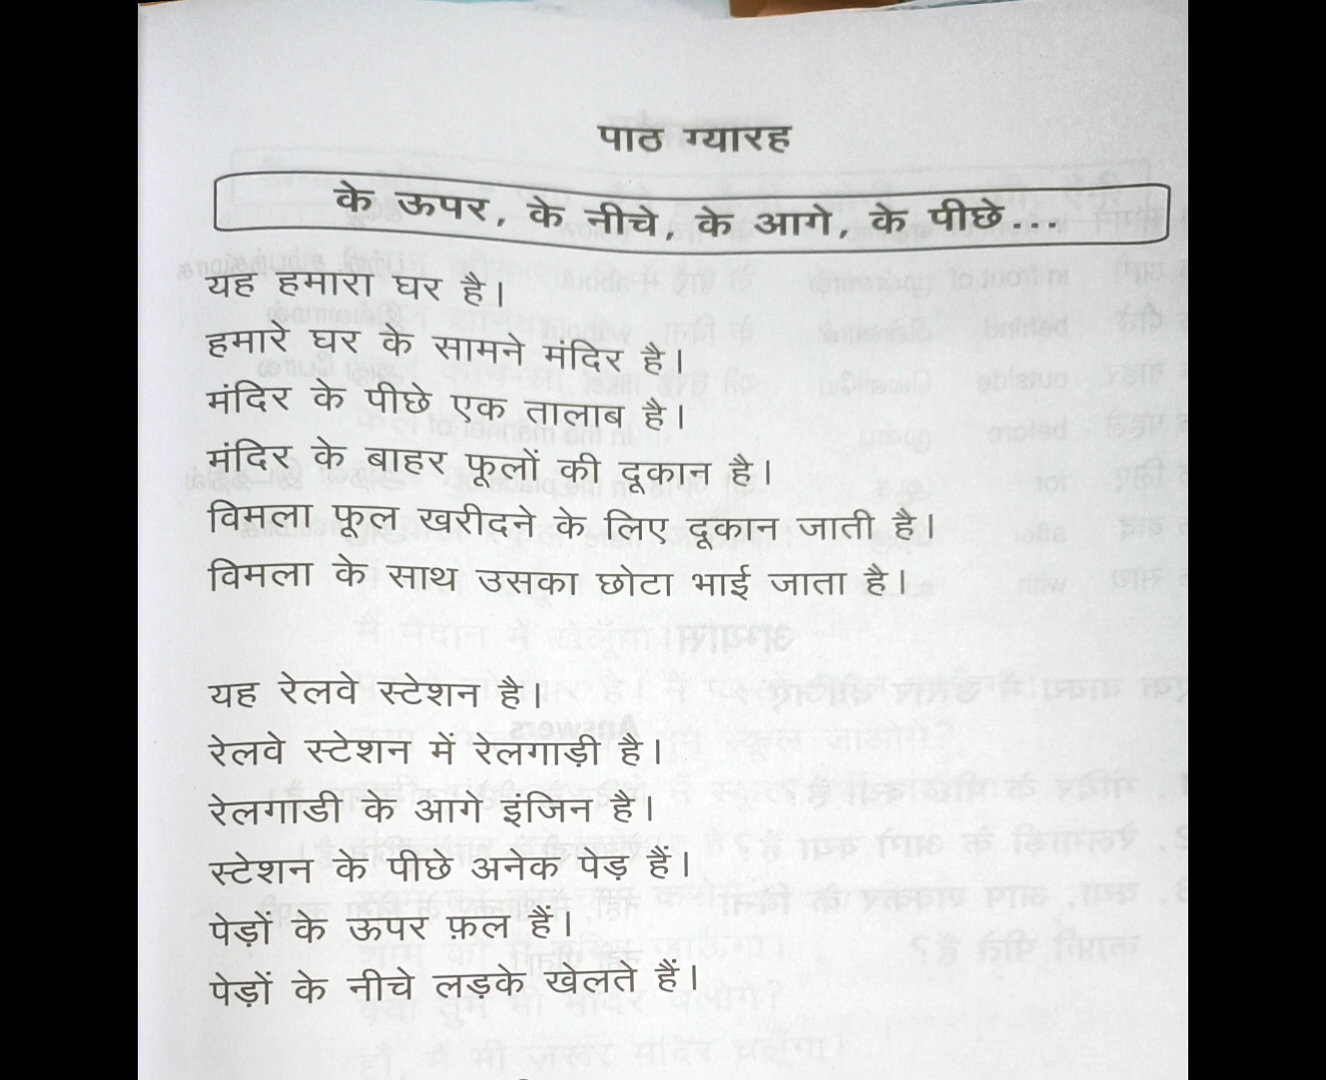 पाठ ग्यारह
के ऊपर, के नीचे, के आगे, के पीछे...
यह हमारा घर है।
हमारे घर के सामने मंदिर है।
मंदिर के पीछे एक तालाब है।
मंदिर के बाहर फूलों की दूकान है।
विमला फूल खरीदने के लिए दूकान जाती है।
विमला के साथ उसका छोटा भाई जाता है।
यह रेलवे स्टेशन है।
रेलवे स्टेशन में रेलगाड़ी है।
रेलगाडी के आगे इंजिन है।
स्टेशन के पीछे अनेक पेड़ हैं।
पेड़ों के ऊपर फ़ल हैं।
पेड़ों के नीचे लड़के खेलते हैं।